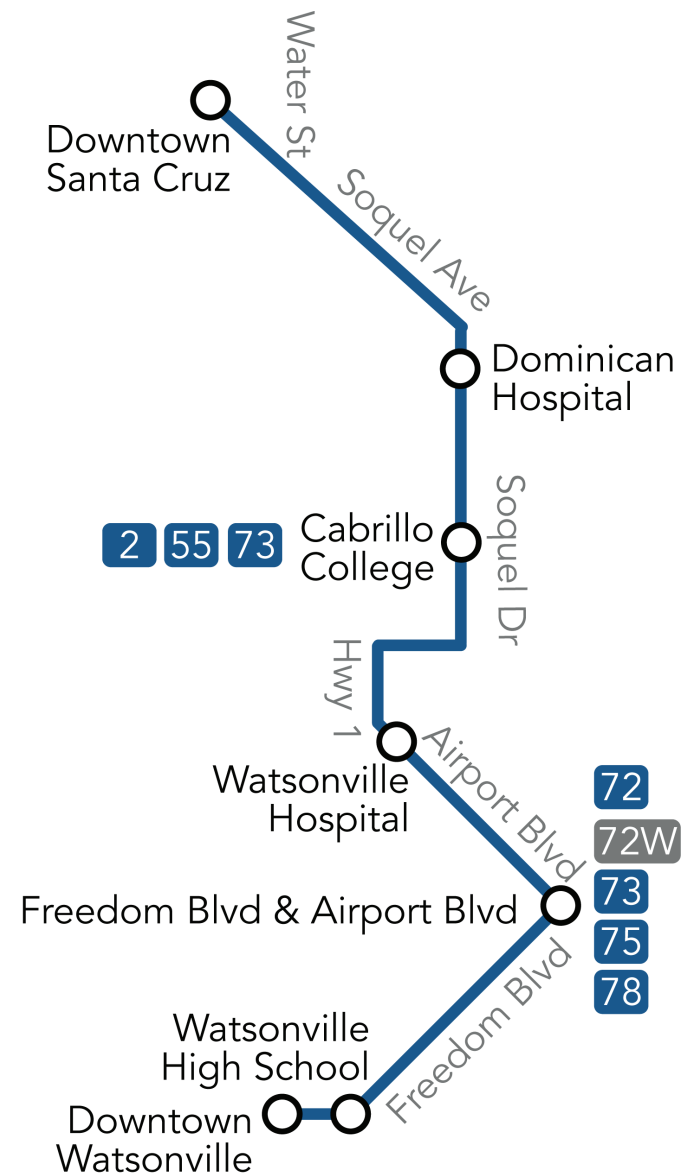 Water St
Downtown
Santa Cruz
Soquel Ave
Dominican
Hospital
Soquel Dr
2 55 73
Cabrillo
College
Hwy 1
Airport Blvd
Watsonville
Hospital
72
72W
73
75
78
Freedom Blvd & Airport Blvd
Freedom Blvd
Watsonville
High School
Downtown
Watsonville